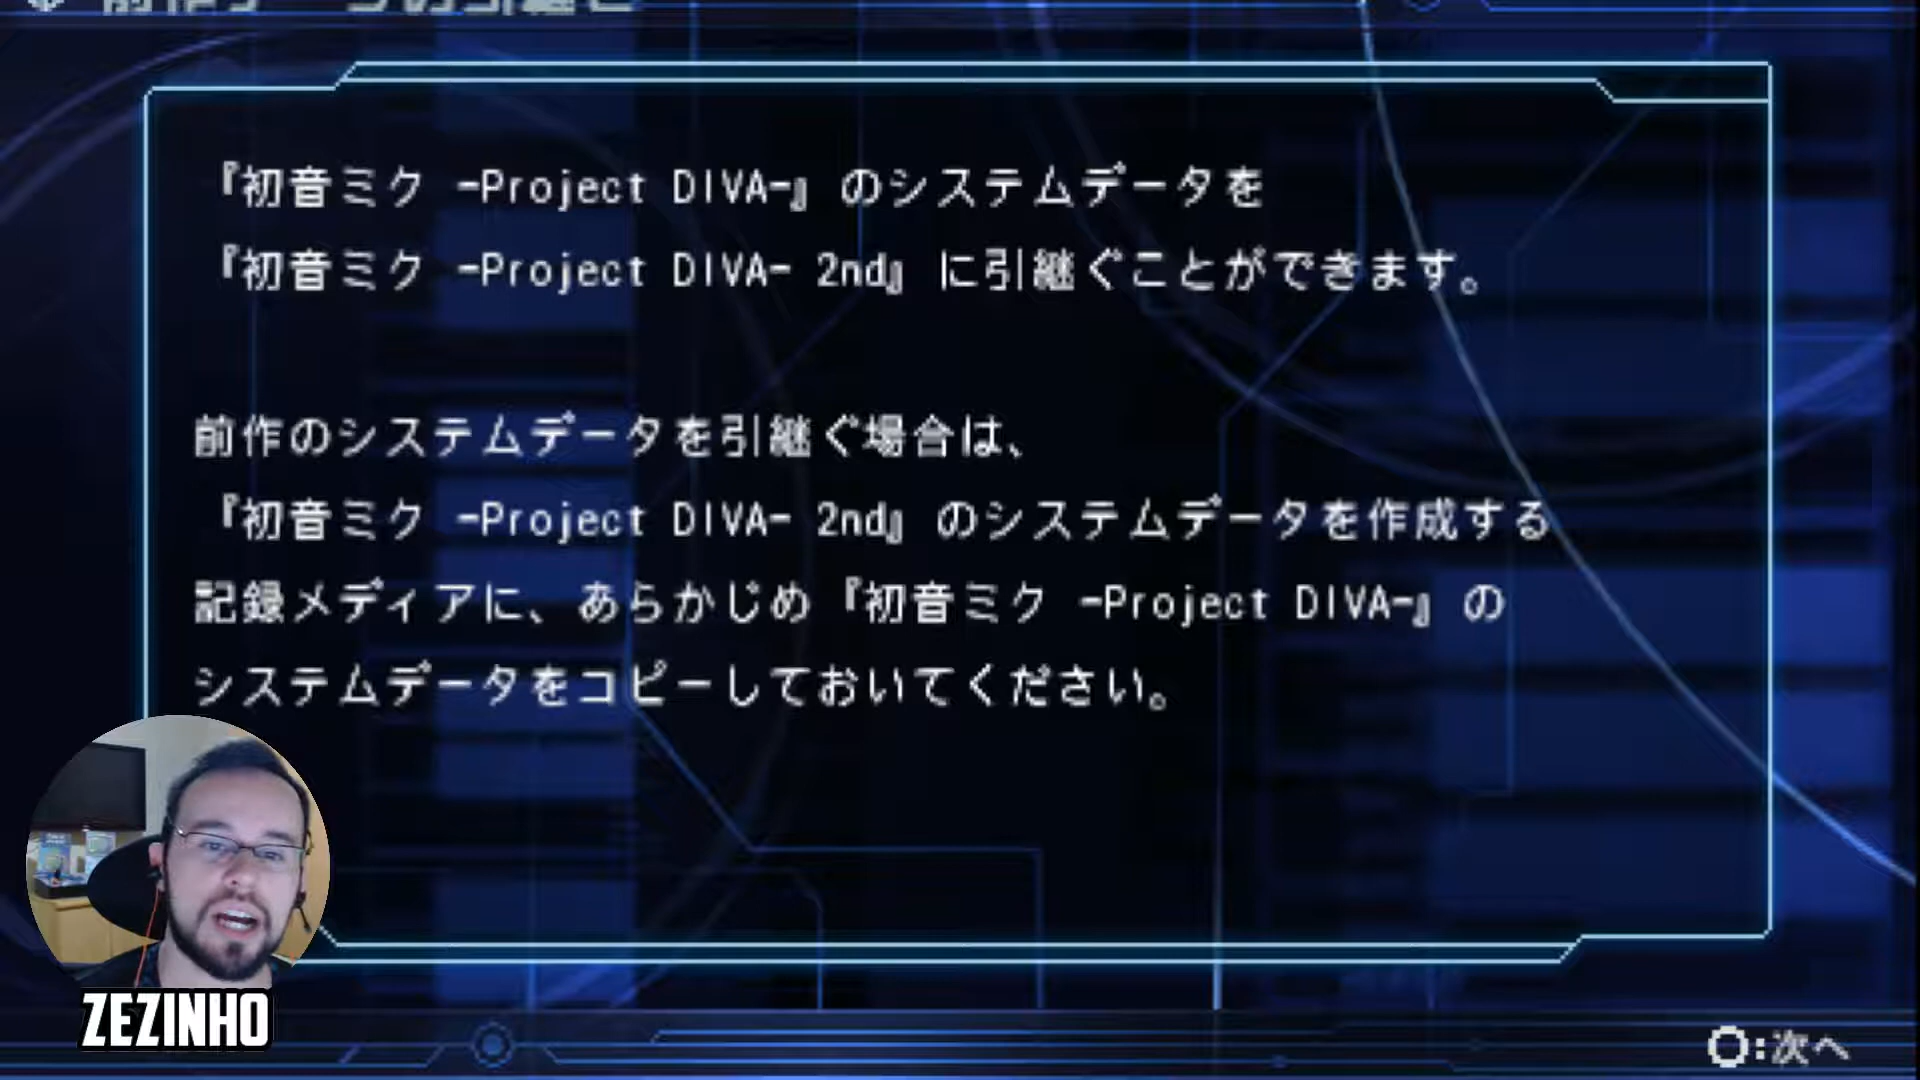 『初音ミク -Project DIVA-』 のシステムデータを
『初音ミク -Project DIVA- 2nd』 に引継ぐことができます。
前作のシステムデータを引継ぐ場合は、
『初音ミク -Project DIVA- 2nd』 のシステムデータを作成する
記録メディアに、あらかじめ『初音ミク -Project DIVA-』 の
システムデータをコピーしておいてください。
ZEZINHO
○:次へ